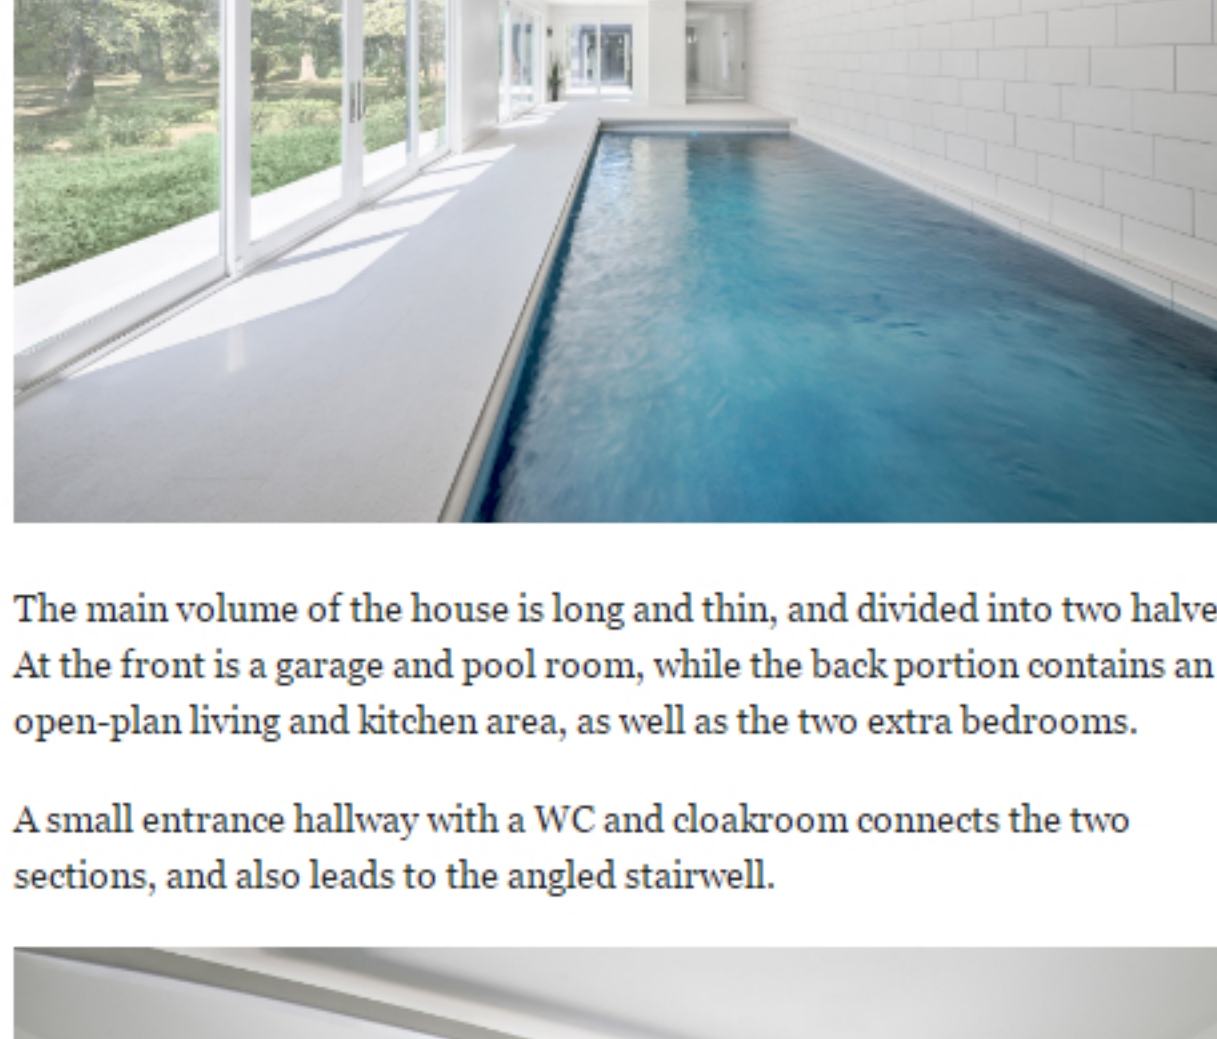 The main volume of the house is long and thin, and divided into two halve
At the front is a garage and pool room, while the back portion contains an
open-plan living and kitchen area, as well as the two extra bedrooms.
A small entrance hallway with a WC and cloakroom connects the two
sections, and also leads to the angled stairwell.